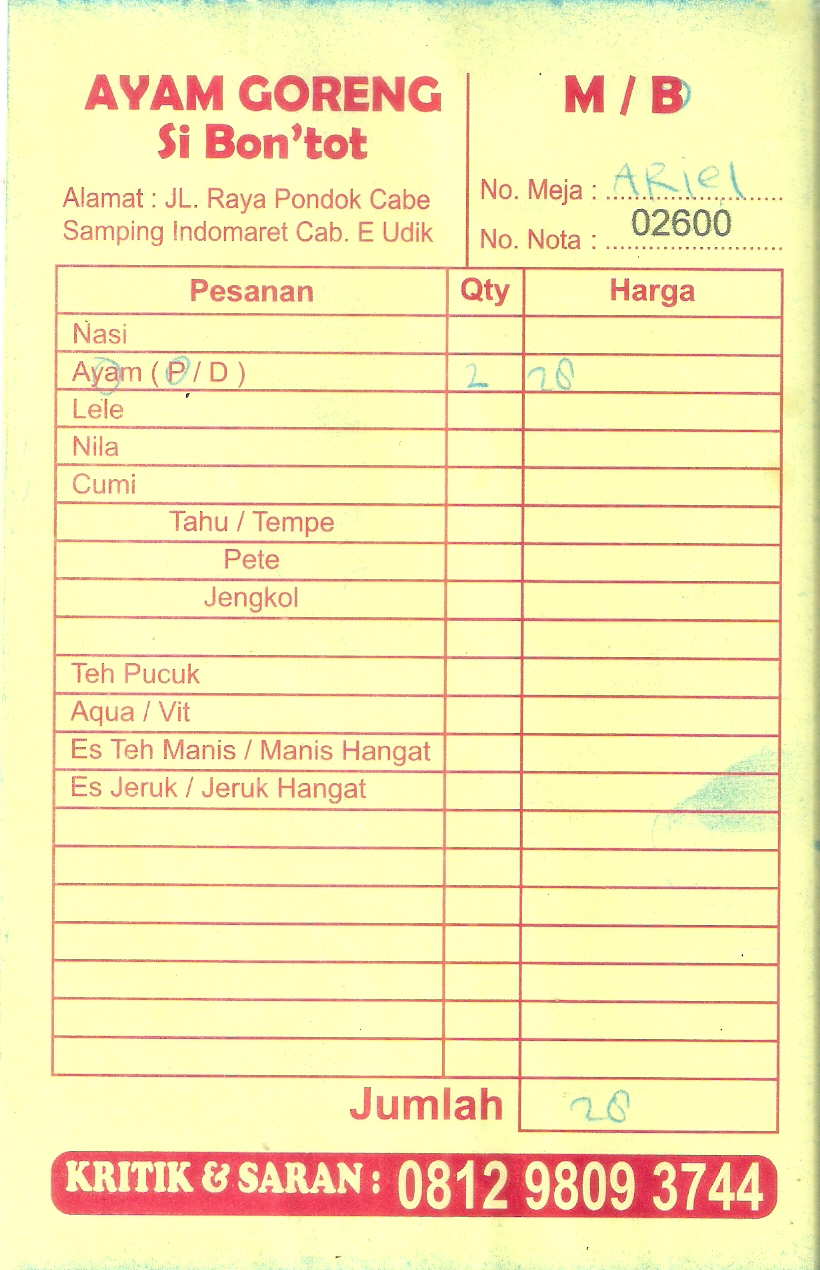 AYAM GORENG
Si Bon'tot
Alamat : JL. Raya Pondok Cabe
Samping Indomaret Cab. E Udik
M / B
No. Meja : ARiel
No. Nota : 02600
Pesanan Qty Harga
Nasi
Ayam ( P / D ) 2 28
Lele
Nila
Cumi
Tahu / Tempe
Pete
Jengkol
Teh Pucuk
Aqua / Vit
Es Teh Manis / Manis Hangat
Es Jeruk / Jeruk Hangat
Jumlah 28
KRITIK & SARAN : 0812 9809 3744